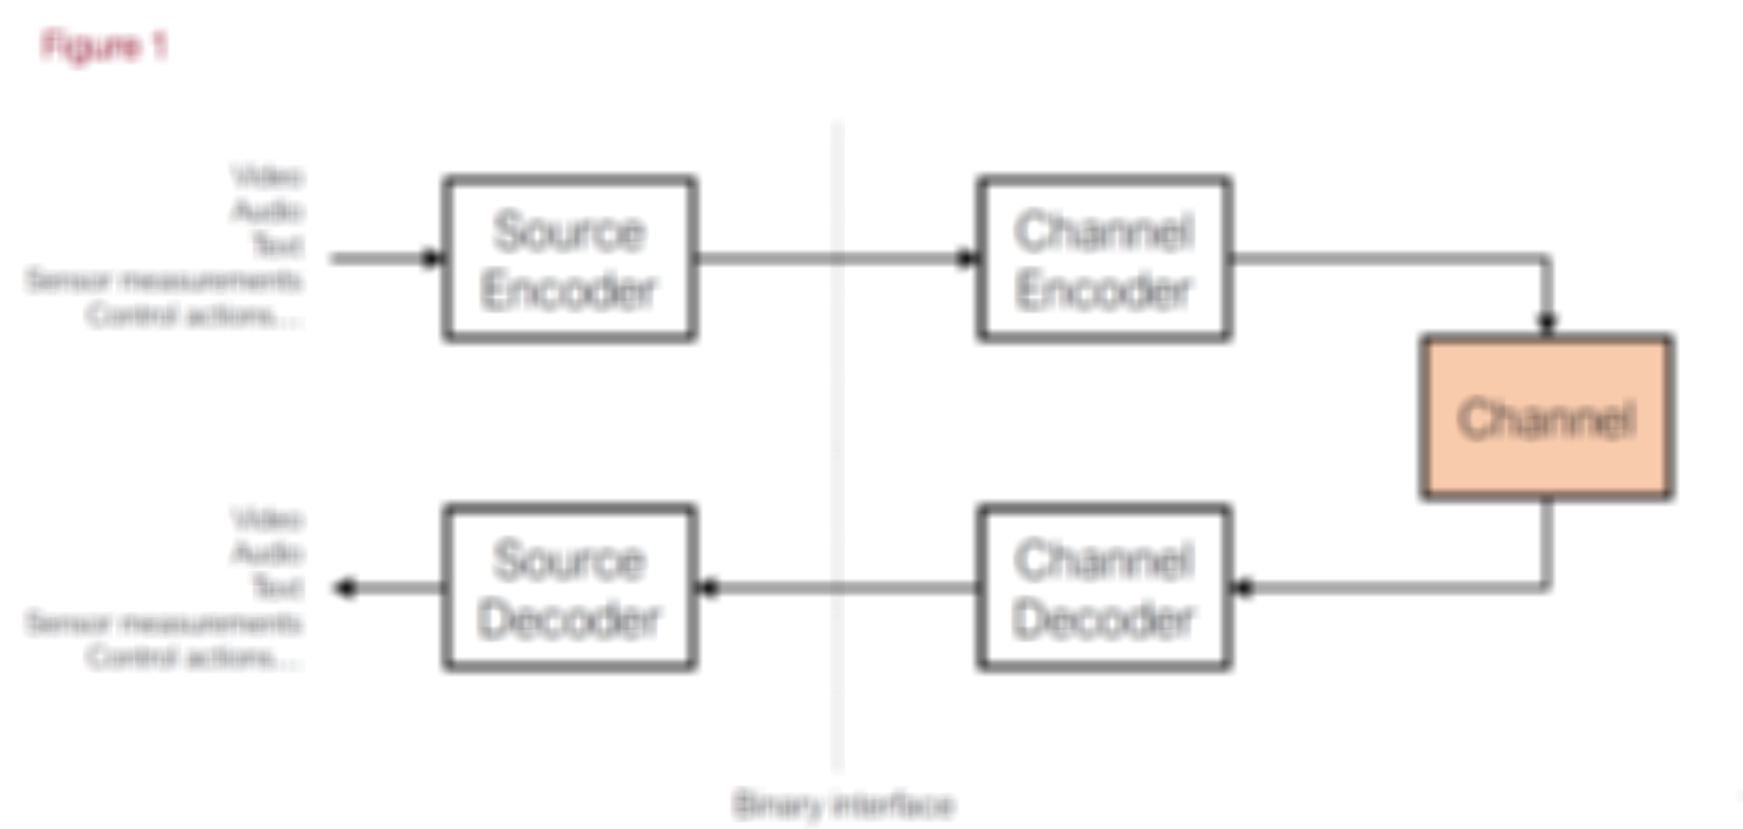 Figure 1
Video
Audio
Text
Sensor measurements
Control actions...
Source
Encoder
Channel
Encoder
Channel
Video
Audio
Text
Sensor measurements
Control actions...
Source
Decoder
Channel
Decoder
Binary interface